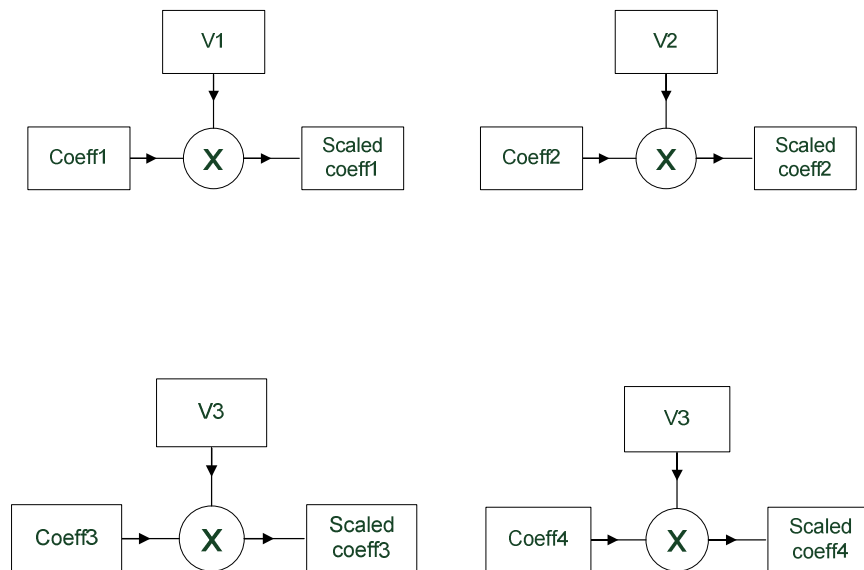 V1
V2
Coeff1
X
Scaled
coeff1
Coeff2
X
Scaled
coeff2
V3
V3
Coeff3
X
Scaled
coeff3
Coeff4
X
Scaled
coeff4